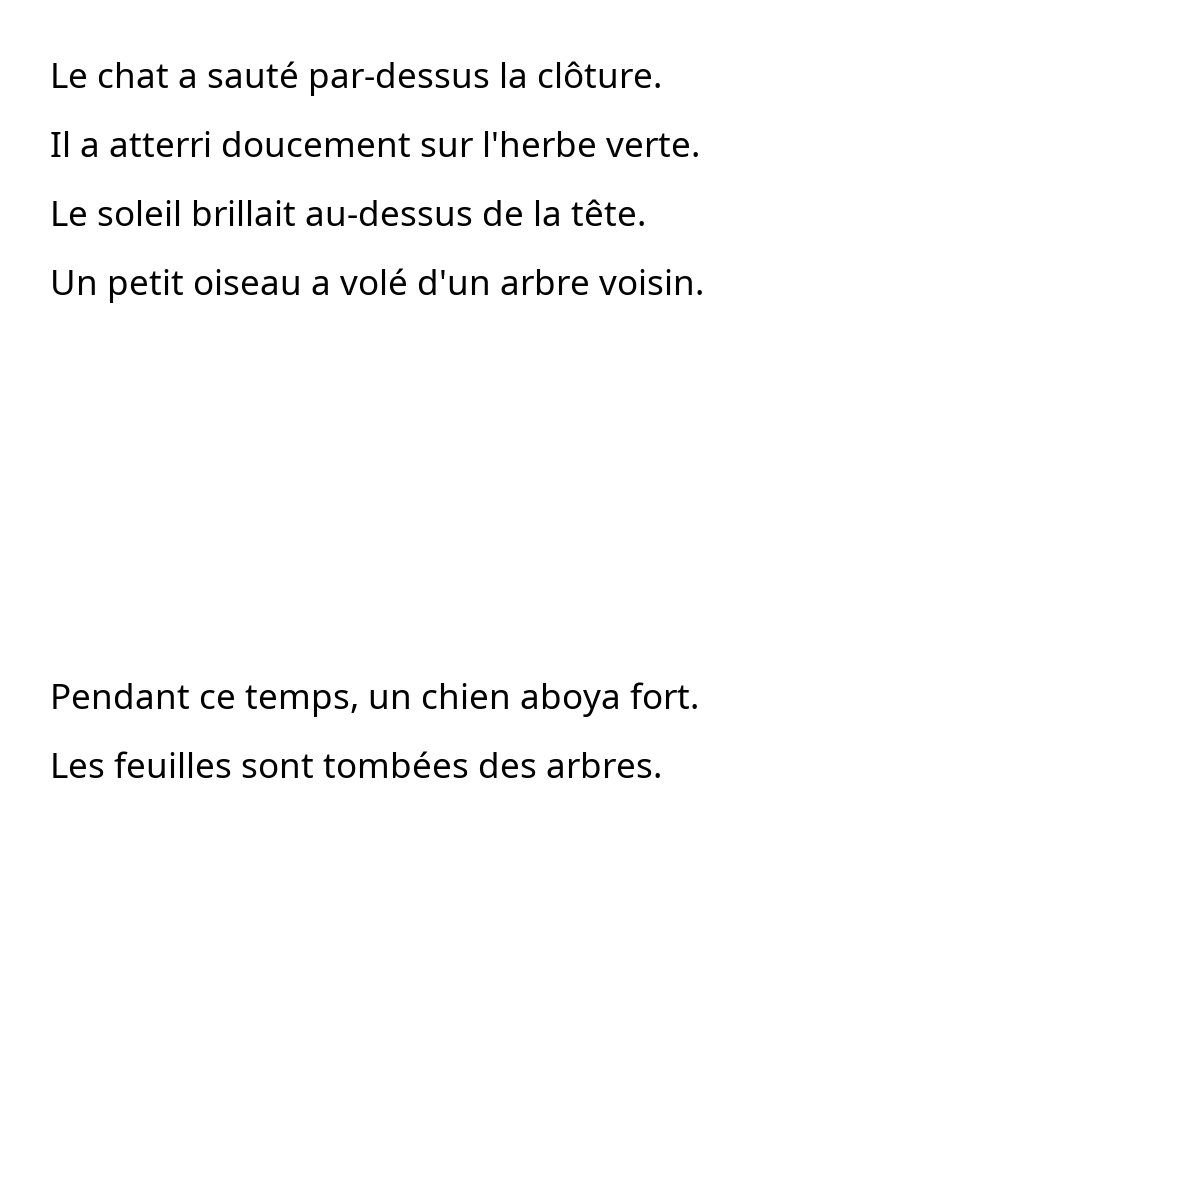 Le chat a sauté par-dessus la clôture.
Il a atterri doucement sur l'herbe verte.
Le soleil brillait au-dessus de la tête.
Un petit oiseau a volé d'un arbre voisin.
Pendant ce temps, un chien aboya fort.
Les feuilles sont tombées des arbres.